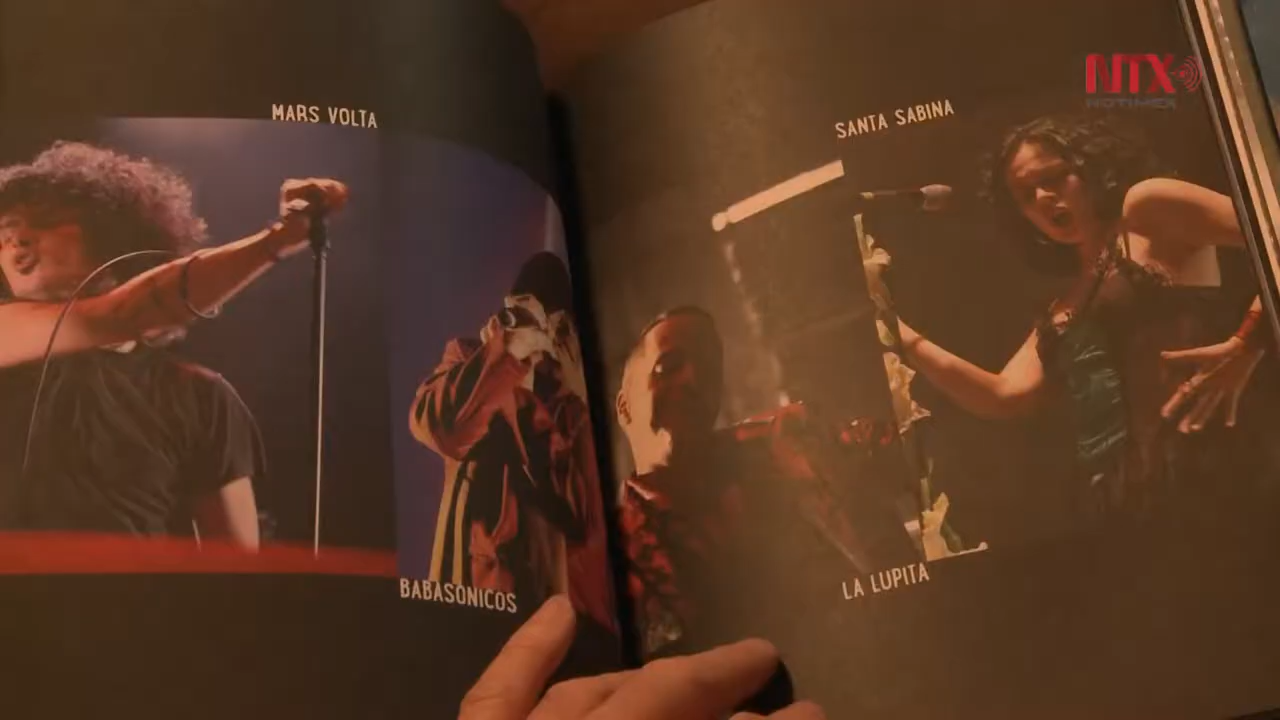 MARS VOLTA
BABASONICOS
SANTA SABINA
LA LUPITA
NTX
NOTIMEX